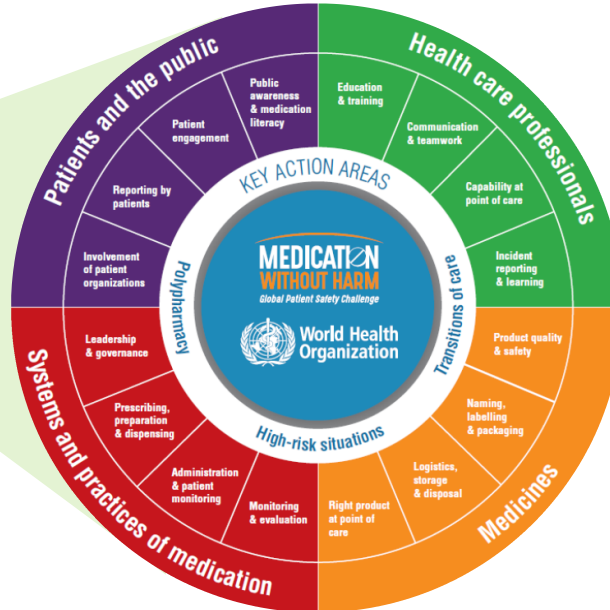 Patients and the public
Public
awareness
& medication
literacy
Patient
engagement
Reporting by
patients
Involvement
of patient
organizations
Health care professionals
Education
& training
Communication
& teamwork
Capability at
point of care
Incident
reporting
& learning
Medicines
Product quality
& safety
Naming,
labelling
& packaging
Logistics,
storage
& disposal
Right product
at point of
care
Systems and practices of medication
Leadership
& governance
Prescribing,
preparation
& dispensing
Administration
& patient
monitoring
Monitoring
& evaluation
KEY ACTION AREAS
Polypharmacy
Transitions of care
High-risk situations
MEDICATION
WITHOUT HARM
Global Patient Safety Challenge
World Health
Organization